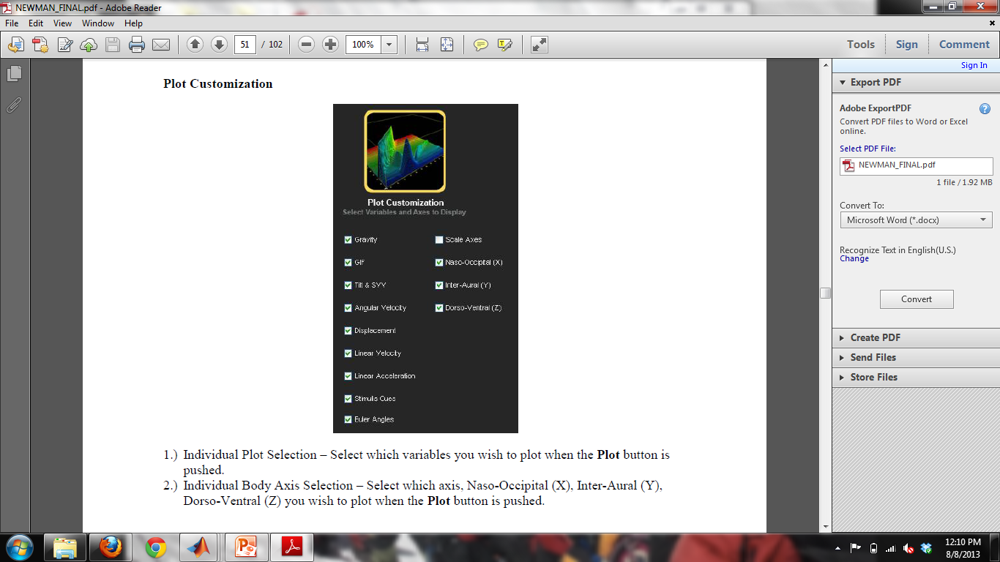 NEWMAN_FINAL.pdf - Adobe Reader
File Edit View Window Help
51 / 102 100% Tools Sign Comment
Sign In
Export PDF
Adobe ExportPDF
Convert PDF files to Word or Excel
online.
Select PDF File:
NEWMAN_FINAL.pdf
1 file / 1.92 MB
Convert To:
Microsoft Word (*.docx)
Recognize Text in English(U.S.)
Change
Convert
Create PDF
Send Files
Store Files
Plot Customization
Plot Customization
Select Variables and Axes to Display
Gravity Scale Axes
GIF Naso-Occipital (X)
Tilt & SVV Inter-Aural (Y)
Angular Velocity Dorso-Ventral (Z)
Displacement
Linear Velocity
Linear Acceleration
Stimulis Cues
Euler Angles
1.) Individual Plot Selection – Select which variables you wish to plot when the Plot button is
pushed.
2.) Individual Body Axis Selection – Select which axis, Naso-Occipital (X), Inter-Aural (Y),
Dorso-Ventral (Z) you wish to plot when the Plot button is pushed.
12:10 PM
8/8/2013